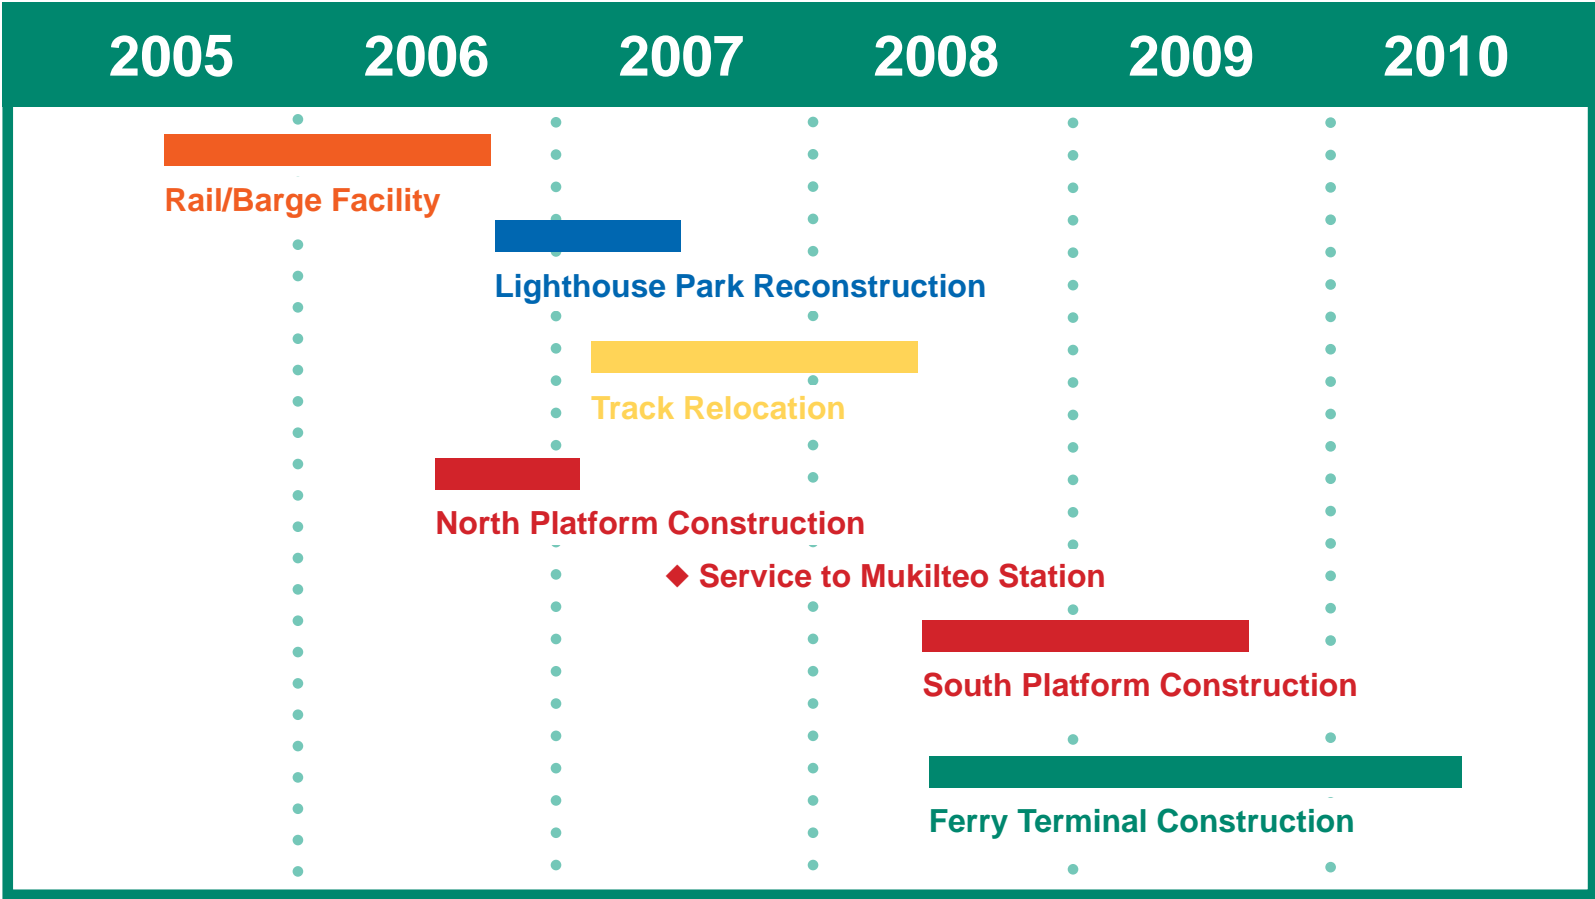 2005 2006 2007 2008 2009 2010
Rail/Barge Facility
Lighthouse Park Reconstruction
Track Relocation
North Platform Construction
Service to Mukilteo Station
South Platform Construction
Ferry Terminal Construction